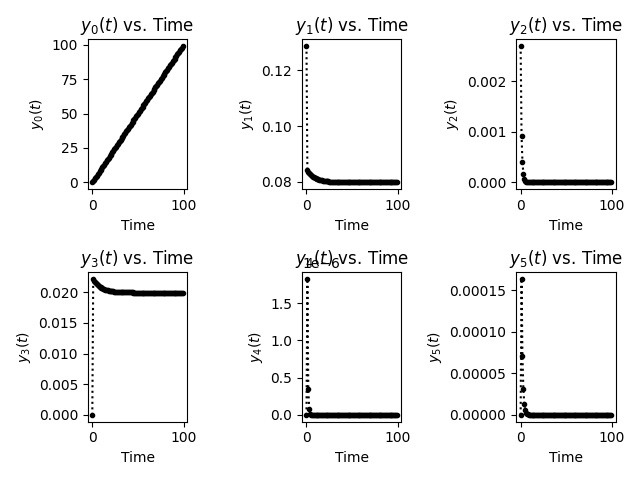 y₀(t) vs. Time
y₀(t)
100
75
50
25
0
0
100
Time
y₁(t) vs. Time
y₁(t)
0.12
0.10
0.08
0
100
Time
y₂(t) vs. Time
y₂(t)
0.002
0.001
0.000
0
100
Time
y₃(t) vs. Time
y₃(t)
0.020
0.015
0.010
0.005
0.000
0
100
Time
y₄(t) vs. Time
1e−6
y₄(t)
1.5
1.0
0.5
0.0
0
100
Time
y₅(t) vs. Time
y₅(t)
0.00015
0.00010
0.00005
0.00000
0
100
Time